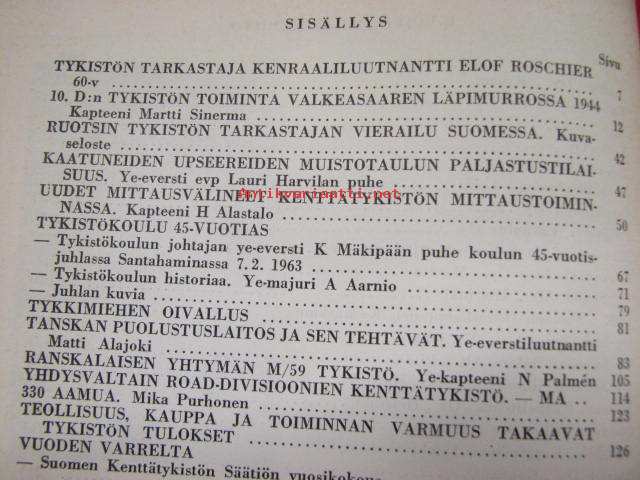 SISÄLLYS
Sivu
TYKISTÖN TARKASTAJA KENRAALILUUTNANTTI ELOF ROSCHIER
60-v ........ 7
10. D:n TYKISTÖN TOIMINTA VALKEASAAREN LÄPIMURROSSA 1944
Kapteeni Martti Sinerma ........ 12
RUOTSIN TYKISTÖN TARKASTAJAN VIERAILU SUOMESSA. Kuva-
seloste ........ 42
KAATUNEIDEN UPSEEREIDEN MUISTOTAULUN PALJASTUSTILAI-
SUUS. Ye-eversti evp Lauri Harvilan puhe ........ 47
UUDET MITTAUSVÄLINEET KENTTÄTYKISTÖN MITTAUSTOIMIN-
NASSA. Kapteeni H Alastalo ........ 50
TYKISTÖKOULU 45-VUOTIAS
— Tykistökoulun johtajan ye-eversti K Mäkipään puhe koulun 45-vuotis-
juhlassa Santahaminassa 7.2. 1963 ........ 67
— Tykistökoulun historiaa. Ye-majuri A Aarnio ........ 71
— Juhlan kuvia ........ 79
TYKKIMIEHEN OIVALLUS ........ 81
TANSKAN PUOLUSTUSLAITOS JA SEN TEHTÄVÄT. Ye-everstiluutnantti
Matti Alajoki ........ 83
RANSKALAISEN YHTYMÄN M/59 TYKISTÖ. Ye-kapteeni N Palmén 105
YHDYSVALTAIN ROAD-DIVISIOONIEN KENTTÄTYKISTÖ. — MA .. 114
330 AAMUA. Mika Purhonen ........ 123
TEOLLISUUS, KAUPPA JA TOIMINNAN VARMUUS TAKAAVAT
TYKISTÖN TULOKSET ........ 126
VUODEN VARRELTA
— Suomen Kenttätykistön Säätiön vuosikokous